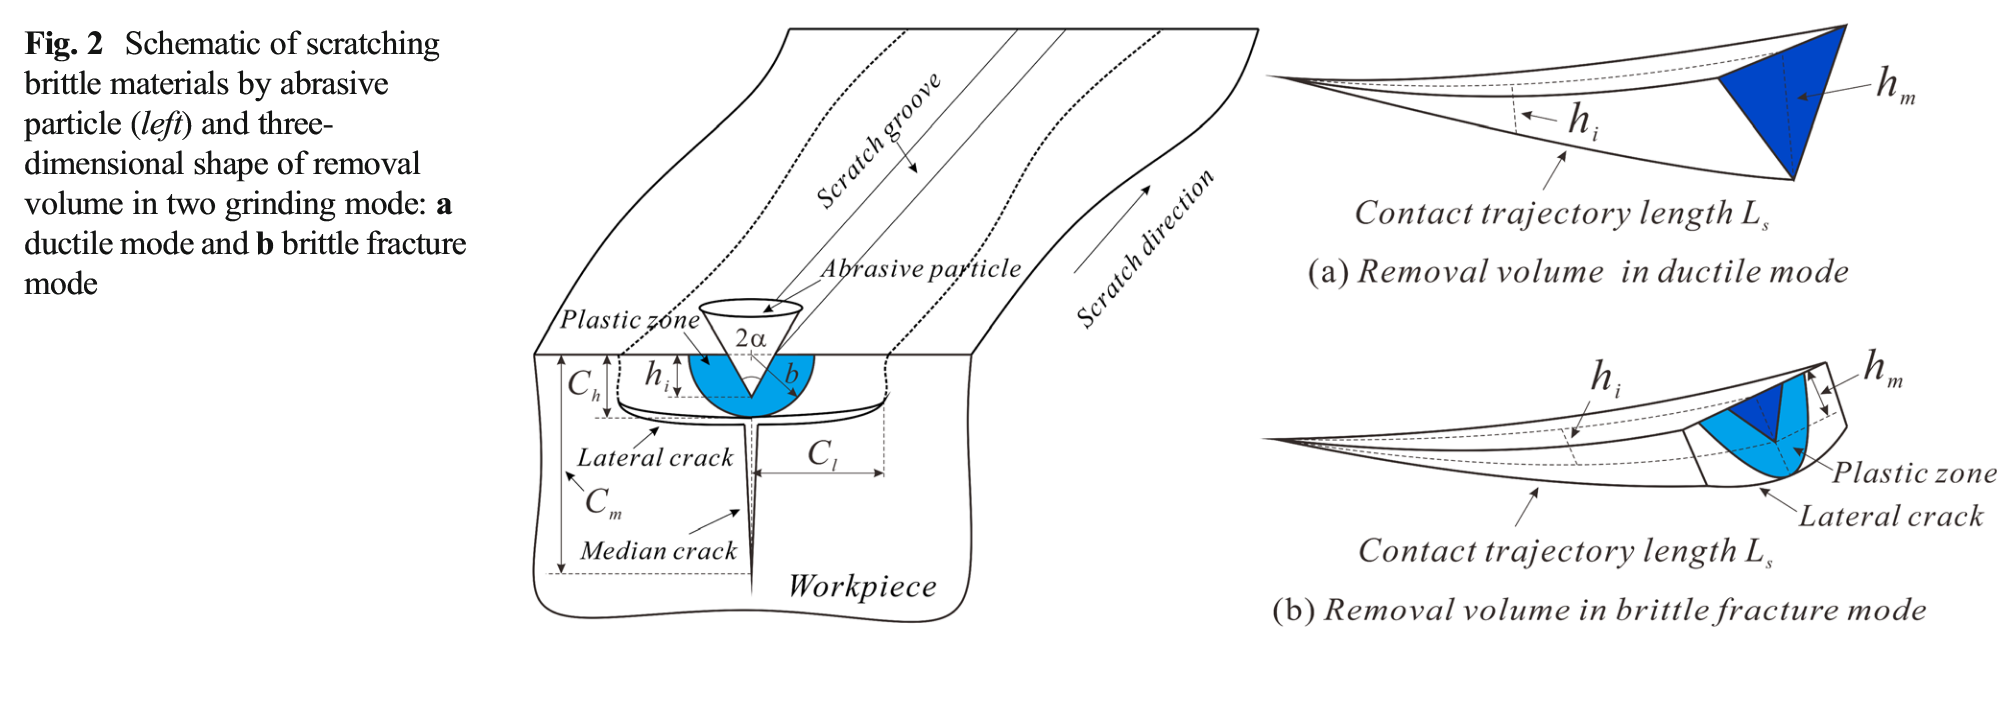 Fig. 2 Schematic of scratching
brittle materials by abrasive
particle (left) and three-
dimensional shape of removal
volume in two grinding mode: a
ductile mode and b brittle fracture
mode
Scratch groove
Scratch direction
Abrasive particle
Plastic zone
2α
b
C_h
h_i
Lateral crack
C_l
C_m
Median crack
Workpiece
h_m
h_i
Contact trajectory length L_s
(a) Removal volume in ductile mode
h_i
h_m
Plastic zone
Lateral crack
Contact trajectory length L_s
(b) Removal volume in brittle fracture mode